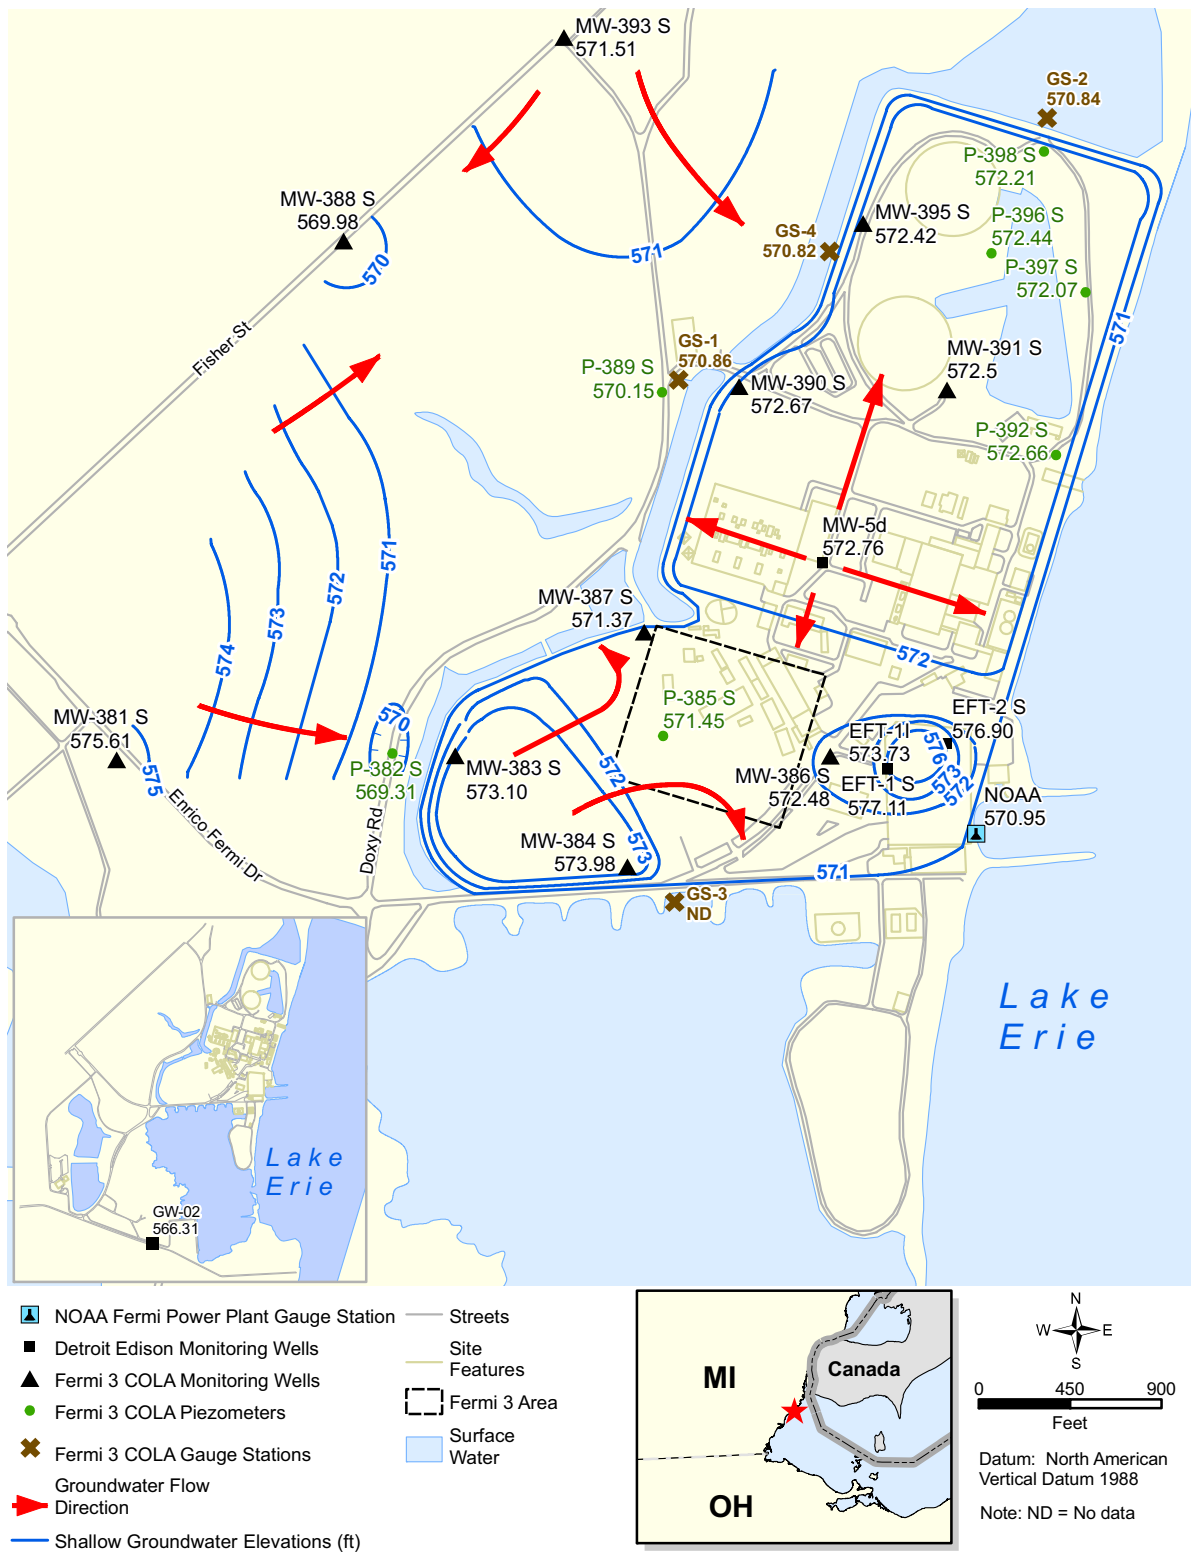 MW-393 S
571.51
GS-2
570.84
P-398 S
572.21
MW-388 S
569.98
MW-395 S
572.42
P-396 S
572.44
GS-4
570.82
571
570
P-397 S
572.07
571
Fisher St
GS-1
570.86
P-389 S
570.15
MW-391 S
572.5
MW-390 S
572.67
P-392 S
572.66
MW-5d
572.76
571
572
573
574
MW-387 S
571.37
572
P-385 S
571.45
MW-381 S
575.61
575
570
P-382 S
569.31
MW-383 S
573.10
572
EFT-2 S
576.90
EFT-1I
573.73
576
573
572
MW-386 S
572.48
EFT-1 S
577.11
NOAA
570.95
Enrico Fermi Dr
Doxy Rd
MW-384 S
573.98
573
571
GS-3
ND
Lake
Erie
Lake
Erie
GW-02
566.31
NOAA Fermi Power Plant Gauge Station
Detroit Edison Monitoring Wells
Fermi 3 COLA Monitoring Wells
Fermi 3 COLA Piezometers
Fermi 3 COLA Gauge Stations
Groundwater Flow
Direction
Shallow Groundwater Elevations (ft)
Streets
Site
Features
Fermi 3 Area
Surface
Water
MI
Canada
OH
N
W E
S
0 450 900
Feet
Datum: North American
Vertical Datum 1988
Note: ND = No data